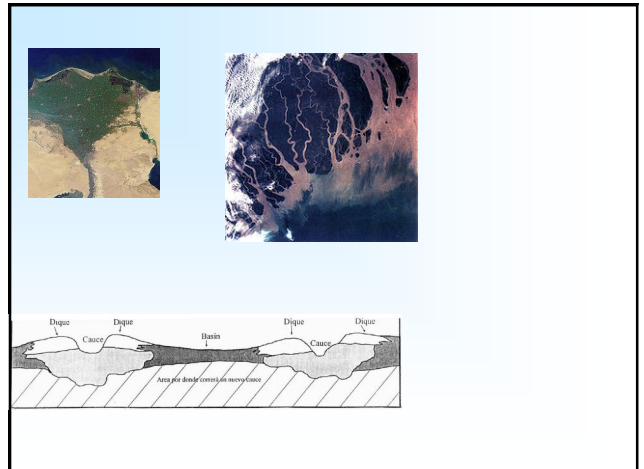 Dique
Dique
Dique
Dique
Cauce
Basin
Cauce
Area por donde correrá un nuevo cauce